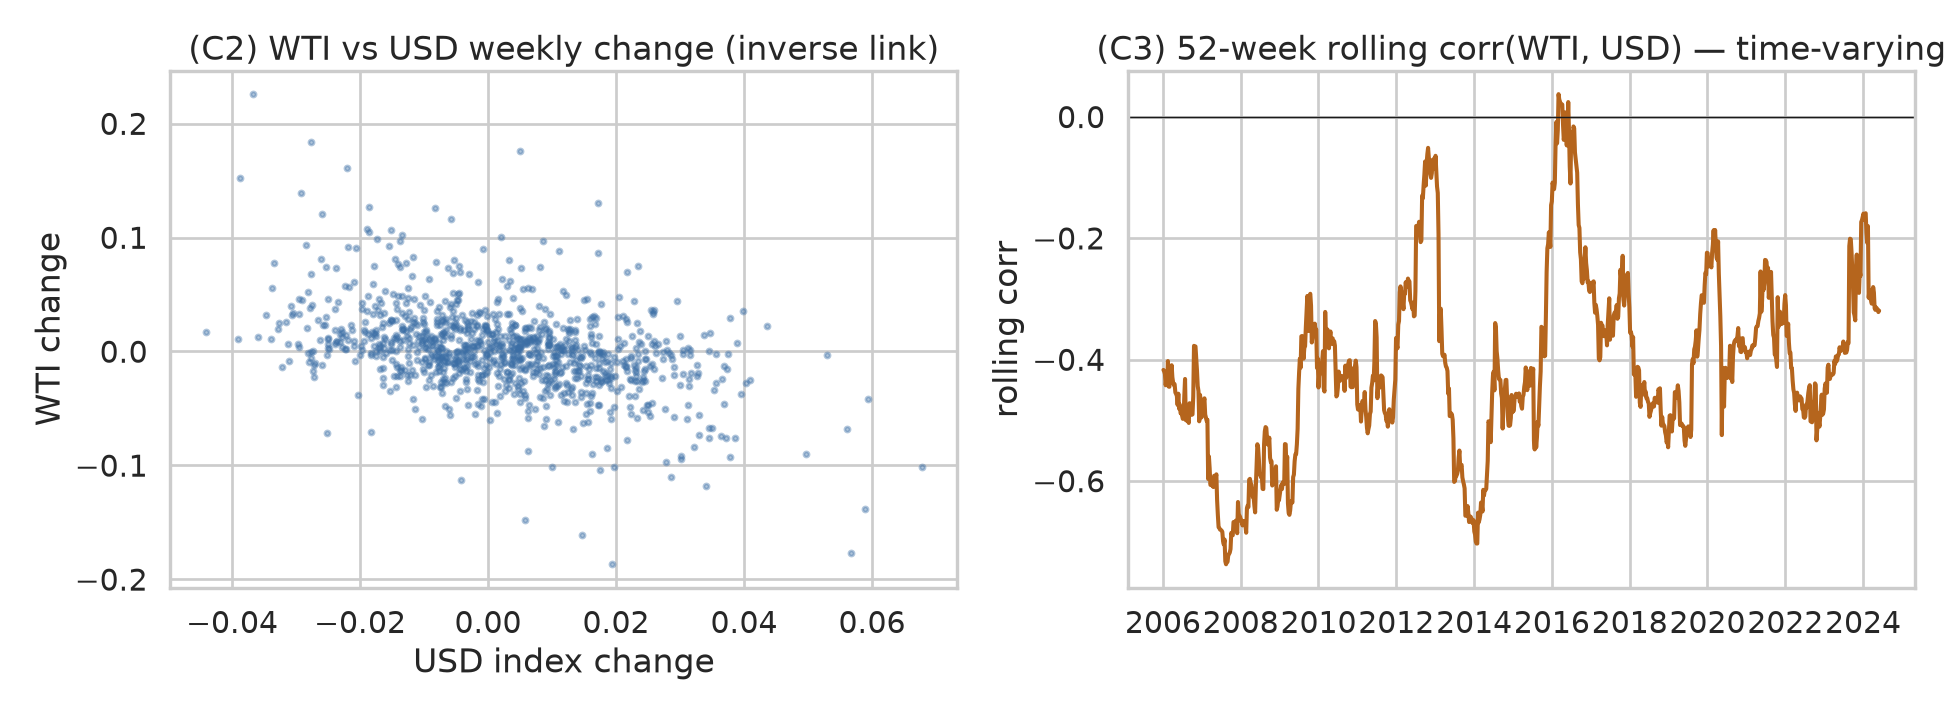 (C2) WTI vs USD weekly change (inverse link)
WTI change
0.2
0.1
0.0
−0.1
−0.2
−0.04 −0.02 0.00 0.02 0.04 0.06
USD index change
(C3) 52-week rolling corr(WTI, USD) — time-varying
rolling corr
0.0
−0.2
−0.4
−0.6
2006 2008 2010 2012 2014 2016 2018 2020 2022 2024